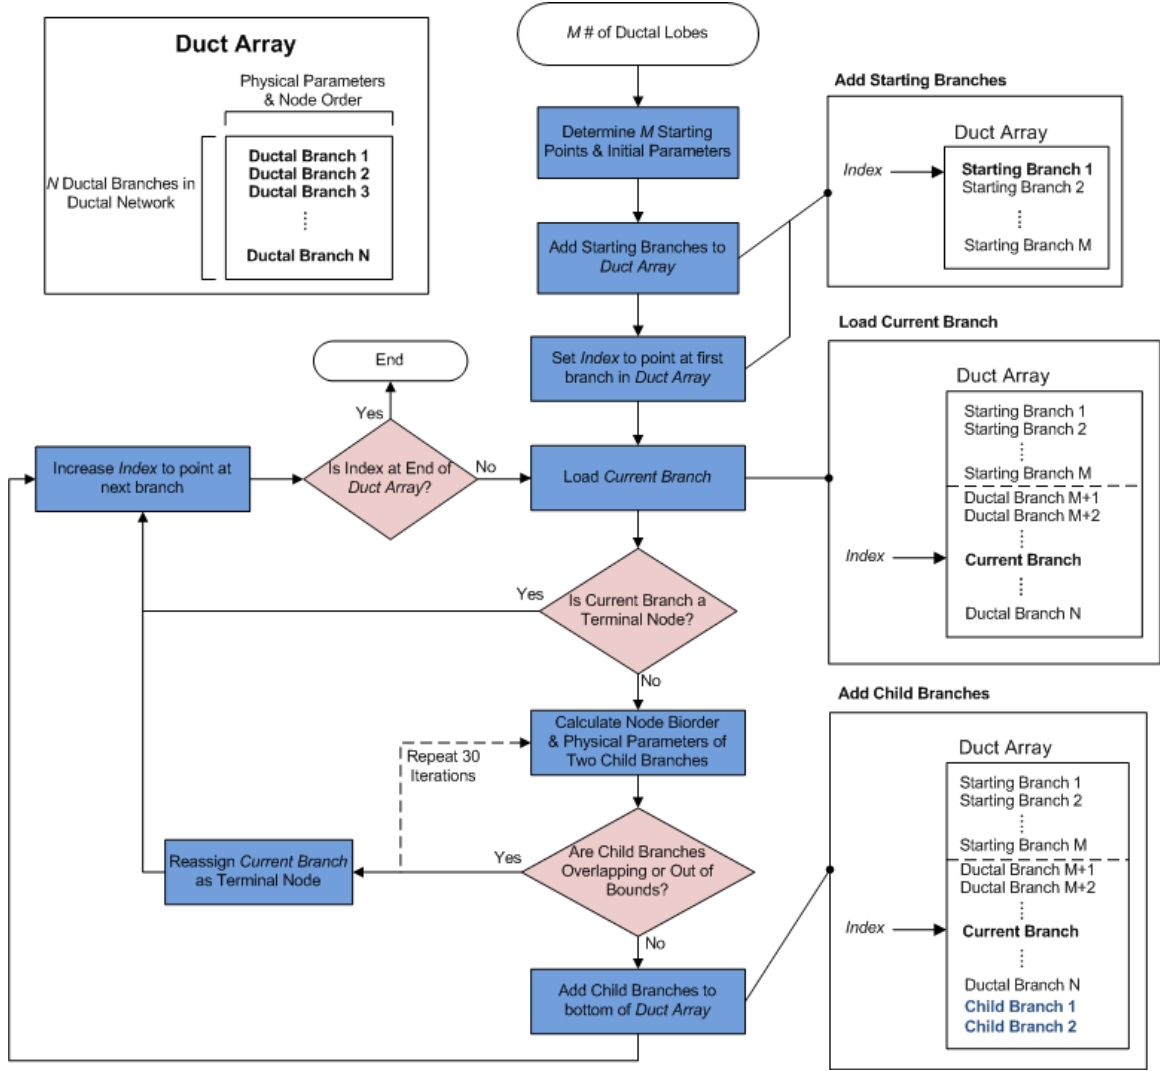 Duct Array
Physical Parameters
& Node Order
N Ductal Branches in
Ductal Network
Ductal Branch 1
Ductal Branch 2
Ductal Branch 3
Ductal Branch N
M # of Ductal Lobes
Determine M Starting
Points & Initial Parameters
Add Starting Branches to
Duct Array
Set Index to point at first
branch in Duct Array
End
Yes
Increase Index to point at
next branch
Is Index at End of
Duct Array?
No
Load Current Branch
Yes
Is Current Branch a
Terminal Node?
No
Calculate Node Biorder
& Physical Parameters of
Two Child Branches
Repeat 30
Iterations
Reassign Current Branch
as Terminal Node
Yes
Are Child Branches
Overlapping or Out of
Bounds?
No
Add Child Branches to
bottom of Duct Array
Add Starting Branches
Duct Array
Index
Starting Branch 1
Starting Branch 2
Starting Branch M
Load Current Branch
Duct Array
Starting Branch 1
Starting Branch 2
Starting Branch M
Ductal Branch M+1
Ductal Branch M+2
Index
Current Branch
Ductal Branch N
Add Child Branches
Duct Array
Starting Branch 1
Starting Branch 2
Starting Branch M
Ductal Branch M+1
Ductal Branch M+2
Index
Current Branch
Ductal Branch N
Child Branch 1
Child Branch 2